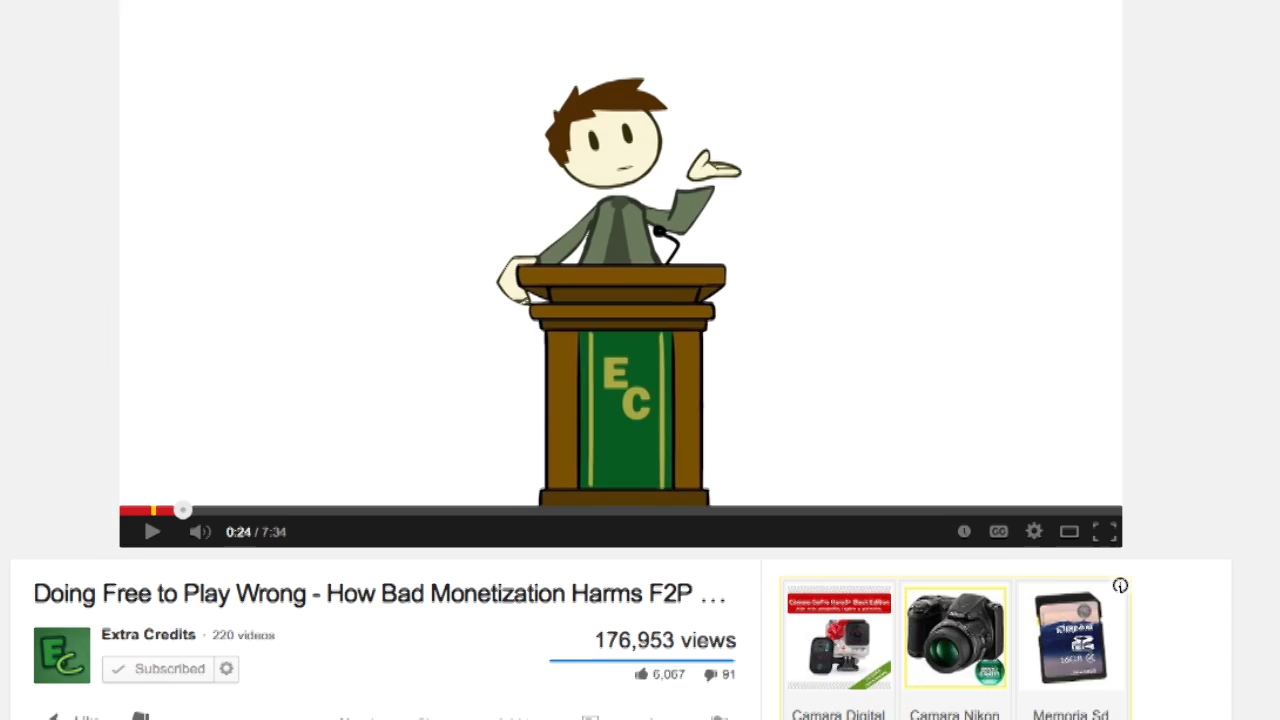 E
C
0:24 / 7:34
Doing Free to Play Wrong - How Bad Monetization Harms F2P ...
Extra Credits · 220 videos
Subscribed
176,953 views
6,067 91
EC
Camara Digital
Camara Nikon
Memoria Sd